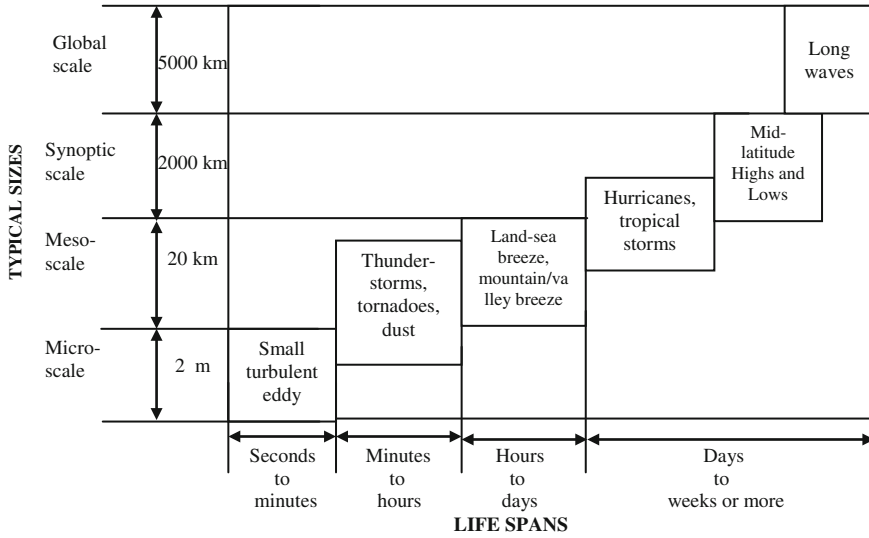 TYPICAL SIZES
Global
scale
5000 km
Long
waves
Synoptic
scale
2000 km
Mid-
latitude
Highs and
Lows
Hurricanes,
tropical
storms
Meso-
scale
20 km
Land-sea
breeze,
mountain/va
lley breeze
Thunder-
storms,
tornadoes,
dust
Micro-
scale
2 m
Small
turbulent
eddy
Seconds
to
minutes
Minutes
to
hours
Hours
to
days
Days
to
weeks or more
LIFE SPANS